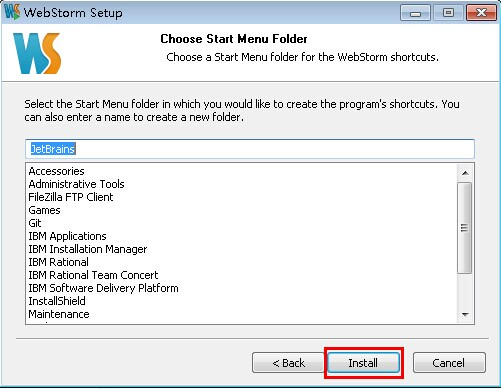 WS WebStorm Setup
WS
Choose Start Menu Folder
Choose a Start Menu folder for the WebStorm shortcuts.
Select the Start Menu folder in which you would like to create the program's shortcuts. You
can also enter a name to create a new folder.
JetBrains
Accessories
Administrative Tools
FileZilla FTP Client
Games
Git
IBM Applications
IBM Installation Manager
IBM Rational
IBM Rational Team Concert
IBM Software Delivery Platform
InstallShield
Maintenance
< Back
Install
Cancel